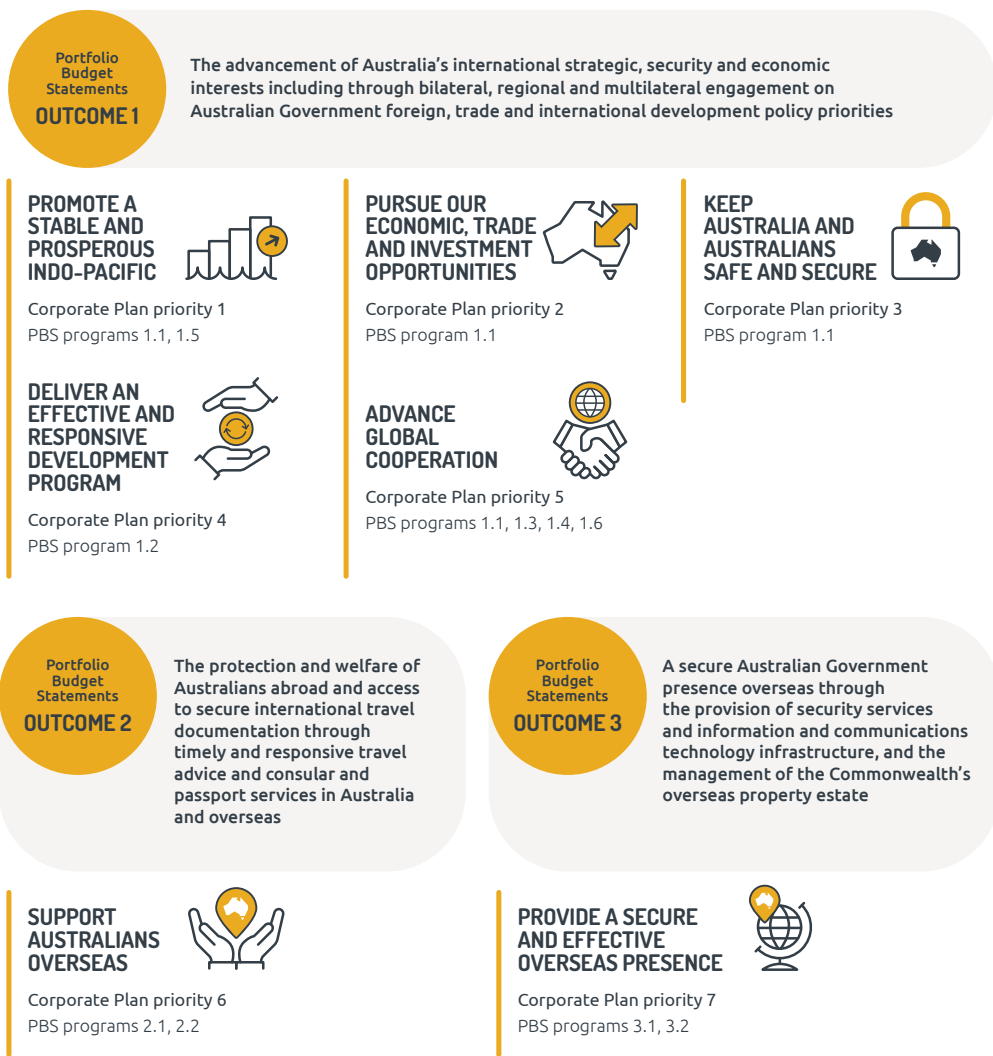 Portfolio
Budget
Statements
OUTCOME 1
The advancement of Australia's international strategic, security and economic
interests including through bilateral, regional and multilateral engagement on
Australian Government foreign, trade and international development policy priorities
PROMOTE A
STABLE AND
PROSPEROUS
INDO-PACIFIC
Corporate Plan priority 1
PBS programs 1.1, 1.5
PURSUE OUR
ECONOMIC, TRADE
AND INVESTMENT
OPPORTUNITIES
Corporate Plan priority 2
PBS program 1.1
KEEP
AUSTRALIA AND
AUSTRALIANS
SAFE AND SECURE
Corporate Plan priority 3
PBS program 1.1
DELIVER AN
EFFECTIVE AND
RESPONSIVE
DEVELOPMENT
PROGRAM
Corporate Plan priority 4
PBS program 1.2
ADVANCE
GLOBAL
COOPERATION
Corporate Plan priority 5
PBS programs 1.1, 1.3, 1.4, 1.6
Portfolio
Budget
Statements
OUTCOME 2
The protection and welfare of
Australians abroad and access
to secure international travel
documentation through
timely and responsive travel
advice and consular and
passport services in Australia
and overseas
Portfolio
Budget
Statements
OUTCOME 3
A secure Australian Government
presence overseas through
the provision of security services
and information and communications
technology infrastructure, and the
management of the Commonwealth's
overseas property estate
SUPPORT
AUSTRALIANS
OVERSEAS
Corporate Plan priority 6
PBS programs 2.1, 2.2
PROVIDE A SECURE
AND EFFECTIVE
OVERSEAS PRESENCE
Corporate Plan priority 7
PBS programs 3.1, 3.2